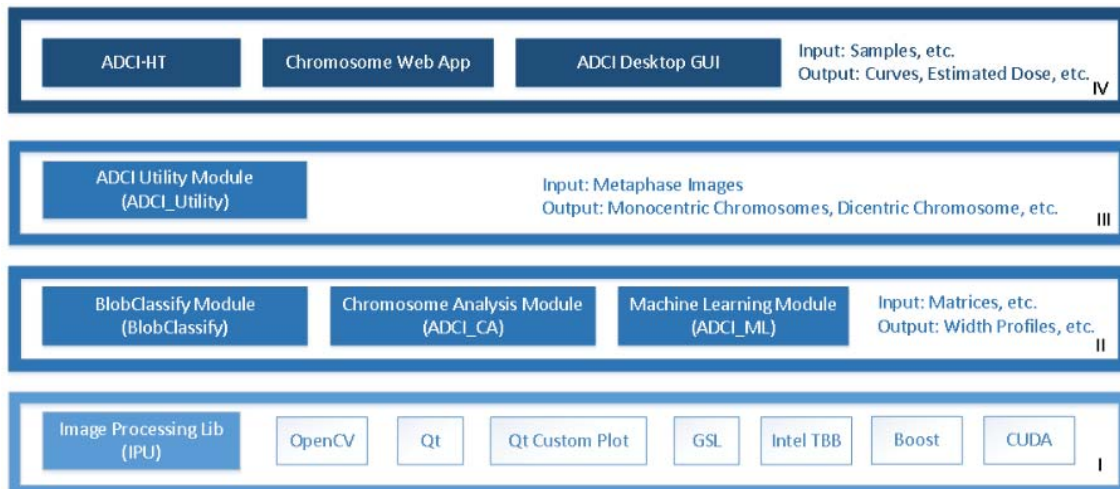 ADCI-HT
Chromosome Web App
ADCI Desktop GUI
Input: Samples, etc.
Output: Curves, Estimated Dose, etc.
IV
ADCI Utility Module
(ADCI_Utility)
Input: Metaphase Images
Output: Monocentric Chromosomes, Dicentric Chromosome, etc.
III
BlobClassify Module
(BlobClassify)
Chromosome Analysis Module
(ADCI_CA)
Machine Learning Module
(ADCI_ML)
Input: Matrices, etc.
Output: Width Profiles, etc.
II
Image Processing Lib
(IPU)
OpenCV
Qt
Qt Custom Plot
GSL
Intel TBB
Boost
CUDA
I